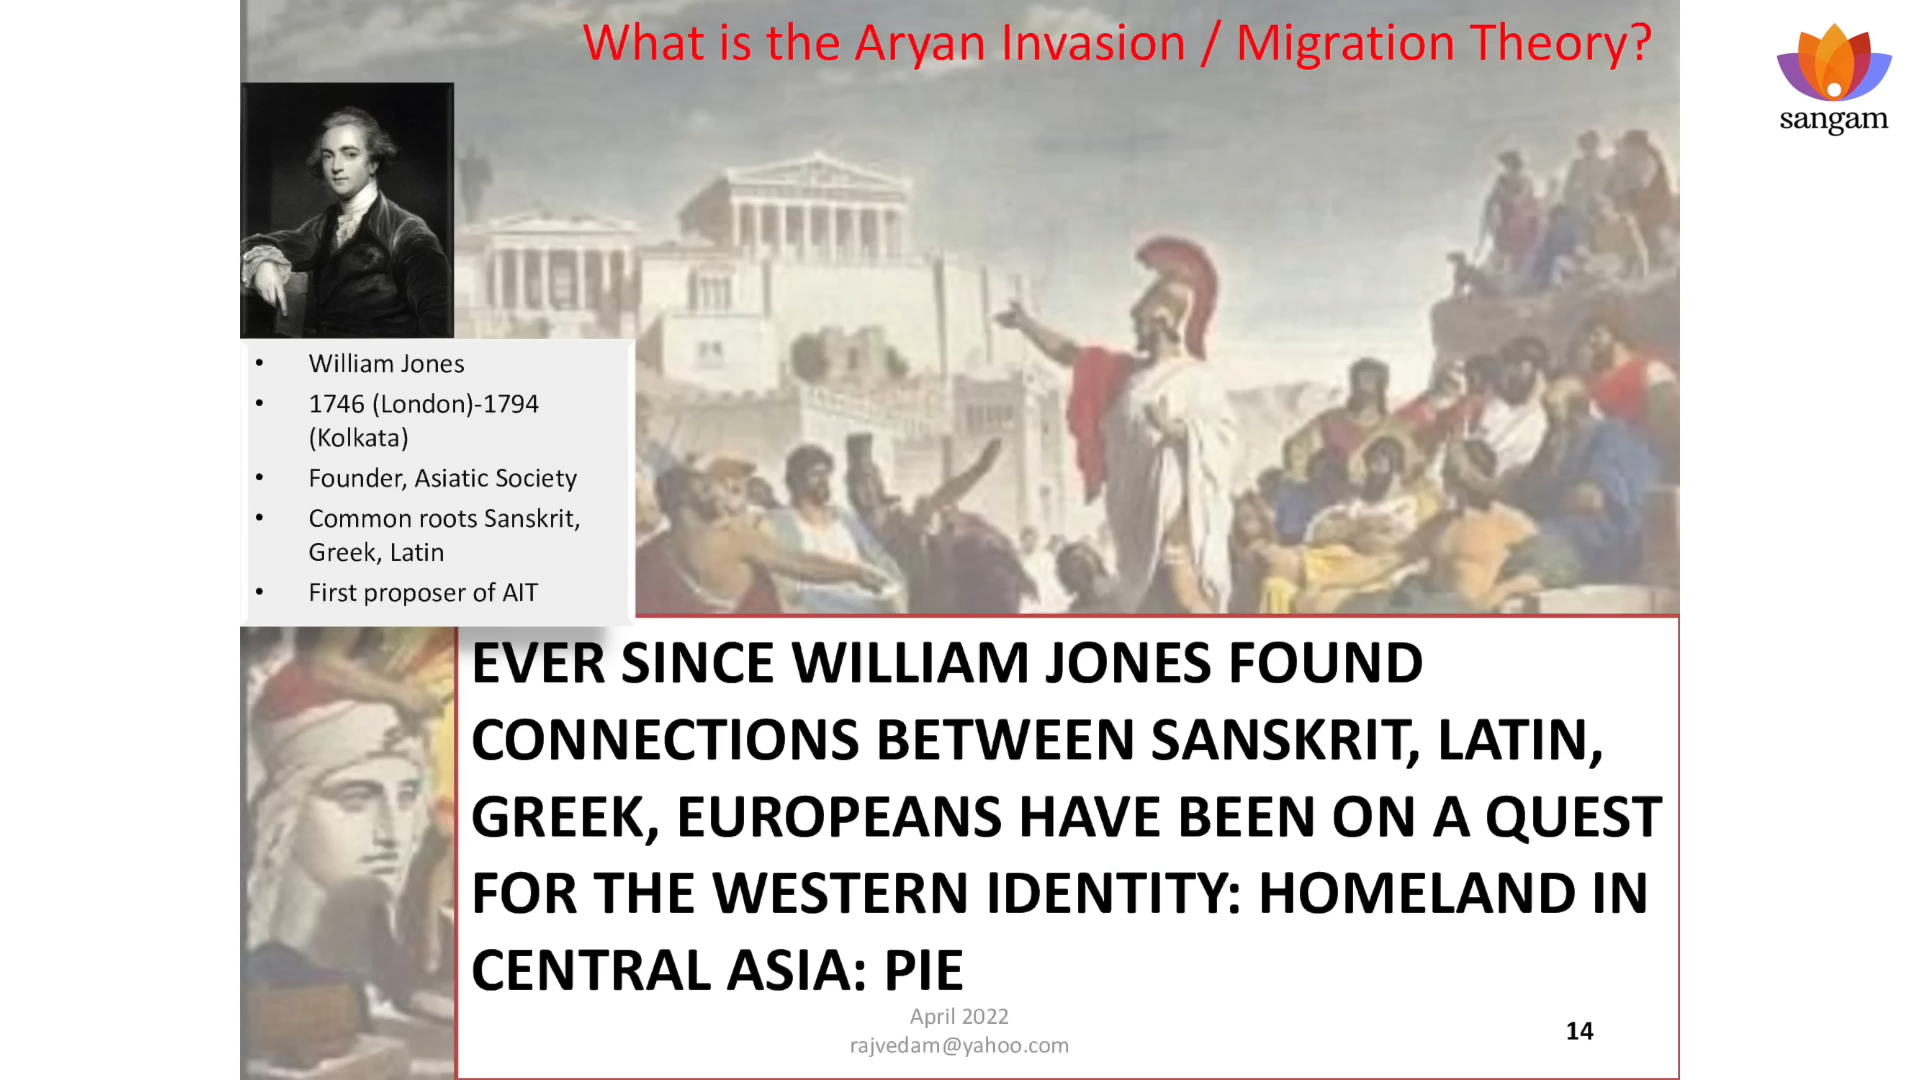 What is the Aryan Invasion / Migration Theory?
sangam
• William Jones
• 1746 (London)-1794
(Kolkata)
• Founder, Asiatic Society
• Common roots Sanskrit,
Greek, Latin
• First proposer of AIT
EVER SINCE WILLIAM JONES FOUND
CONNECTIONS BETWEEN SANSKRIT, LATIN,
GREEK, EUROPEANS HAVE BEEN ON A QUEST
FOR THE WESTERN IDENTITY: HOMELAND IN
CENTRAL ASIA: PIE
April 2022
rajvedam@yahoo.com
14